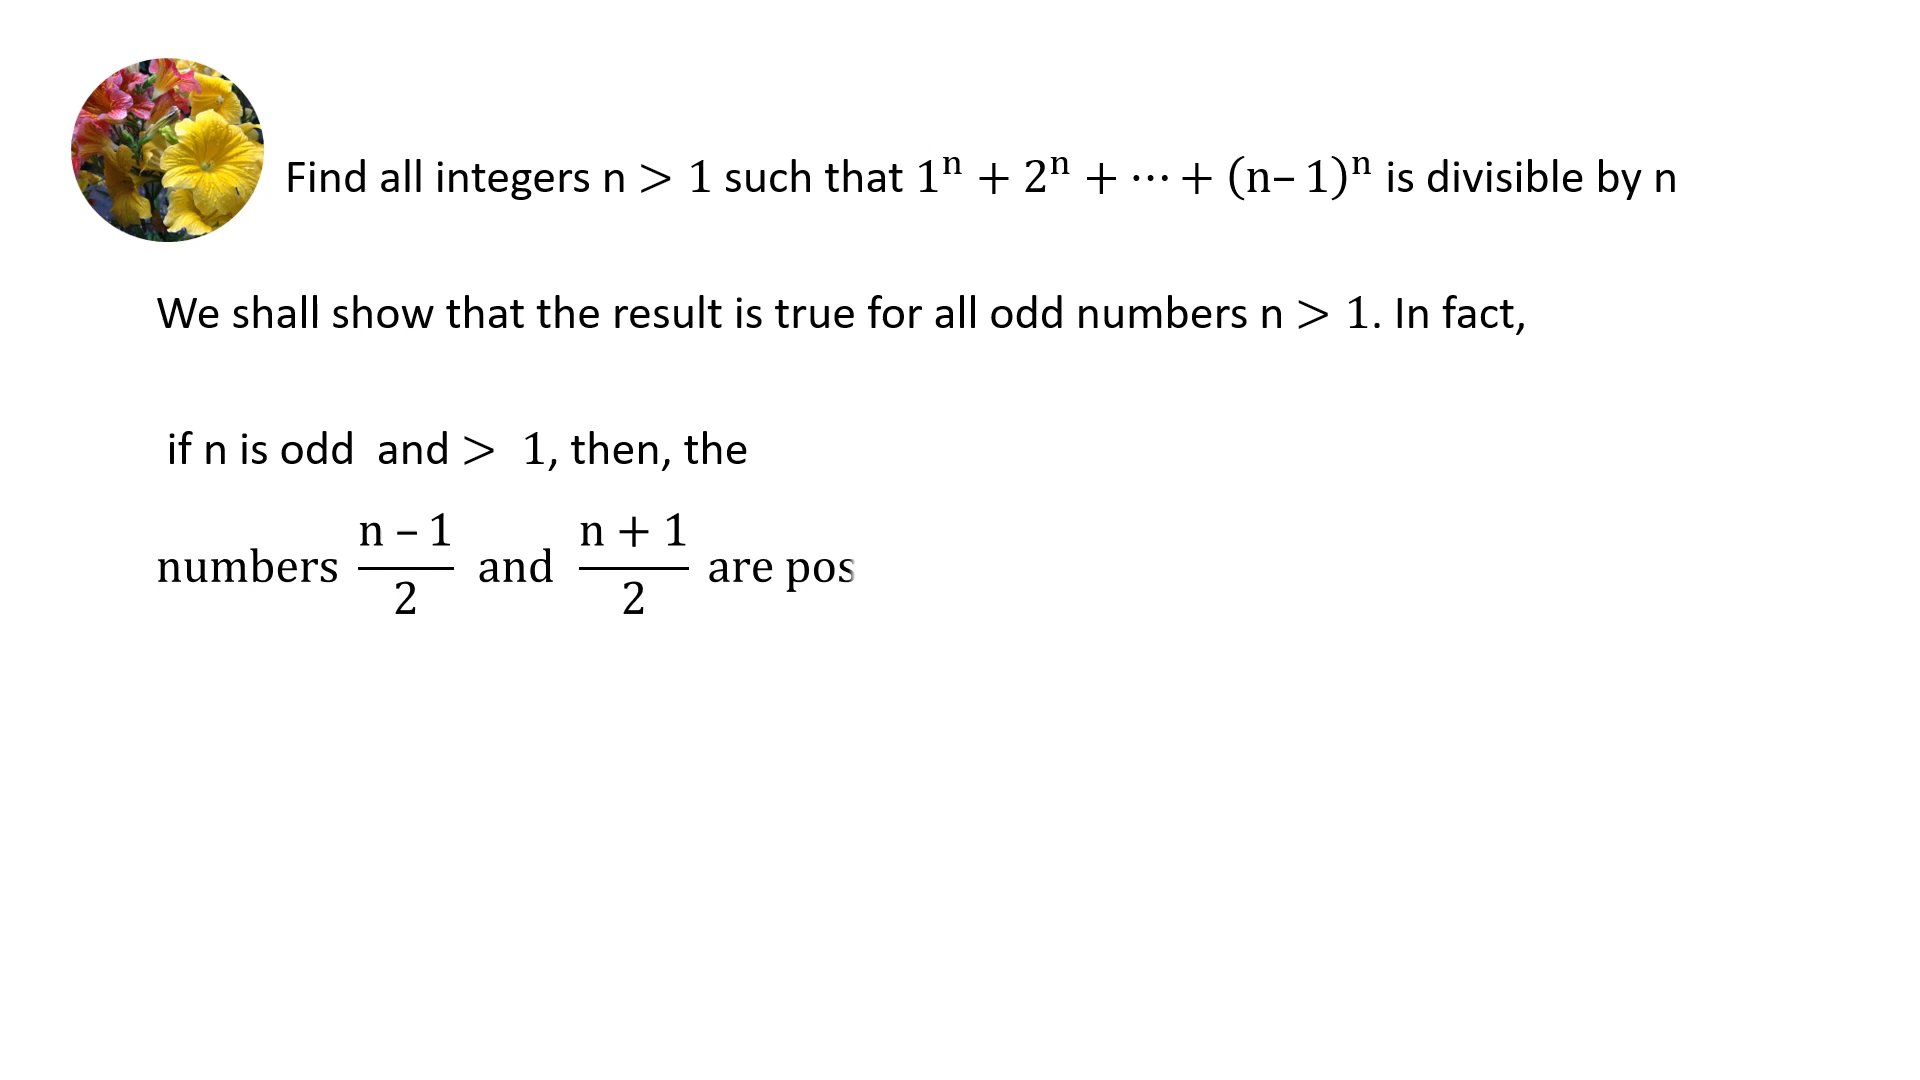 Find all integers n > 1 such that 1ⁿ + 2ⁿ + ⋯ + (n– 1)ⁿ is divisible by n
We shall show that the result is true for all odd numbers n > 1. In fact,
if n is odd and > 1, then, the
numbers (n – 1)/2 and (n + 1)/2 are pos